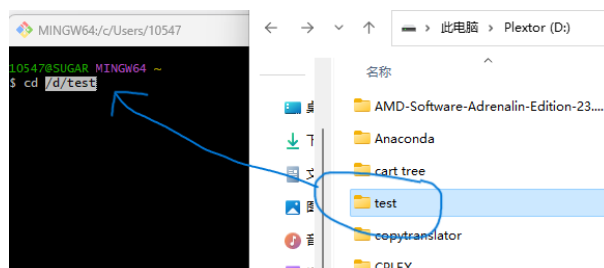 MINGW64:/c/Users/10547
10547@SUGAR MINGW64 ~
$ cd /d/test
此电脑 > Plextor (D:)
名称
AMD-Software-Adrenalin-Edition-23....
Anaconda
cart tree
test
copytranslator
CPLEX